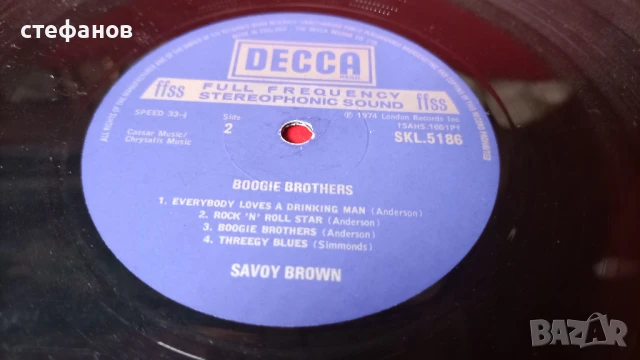 стефанов
DECCA
ffss FULL FREQUENCY ffss
STEREOPHONIC SOUND
SPEED 33⅓
Side
2
℗ 1974 London Records Inc
SKL.5186
Caesar Music/
Chrysalis Music
BOOGIE BROTHERS
1. EVERYBODY LOVES A DRINKING MAN (Anderson)
2. ROCK 'N' ROLL STAR (Anderson)
3. BOOGIE BROTHERS (Anderson)
4. THREEGY BLUES (Simmonds)
SAVOY BROWN
BAZAR